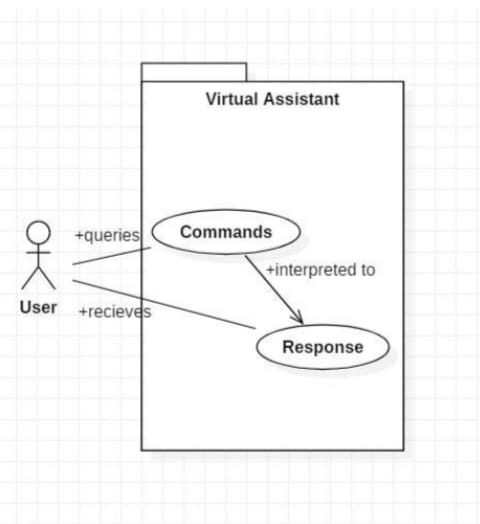 Virtual Assistant
+queries
Commands
+interpreted to
User
+recieves
Response